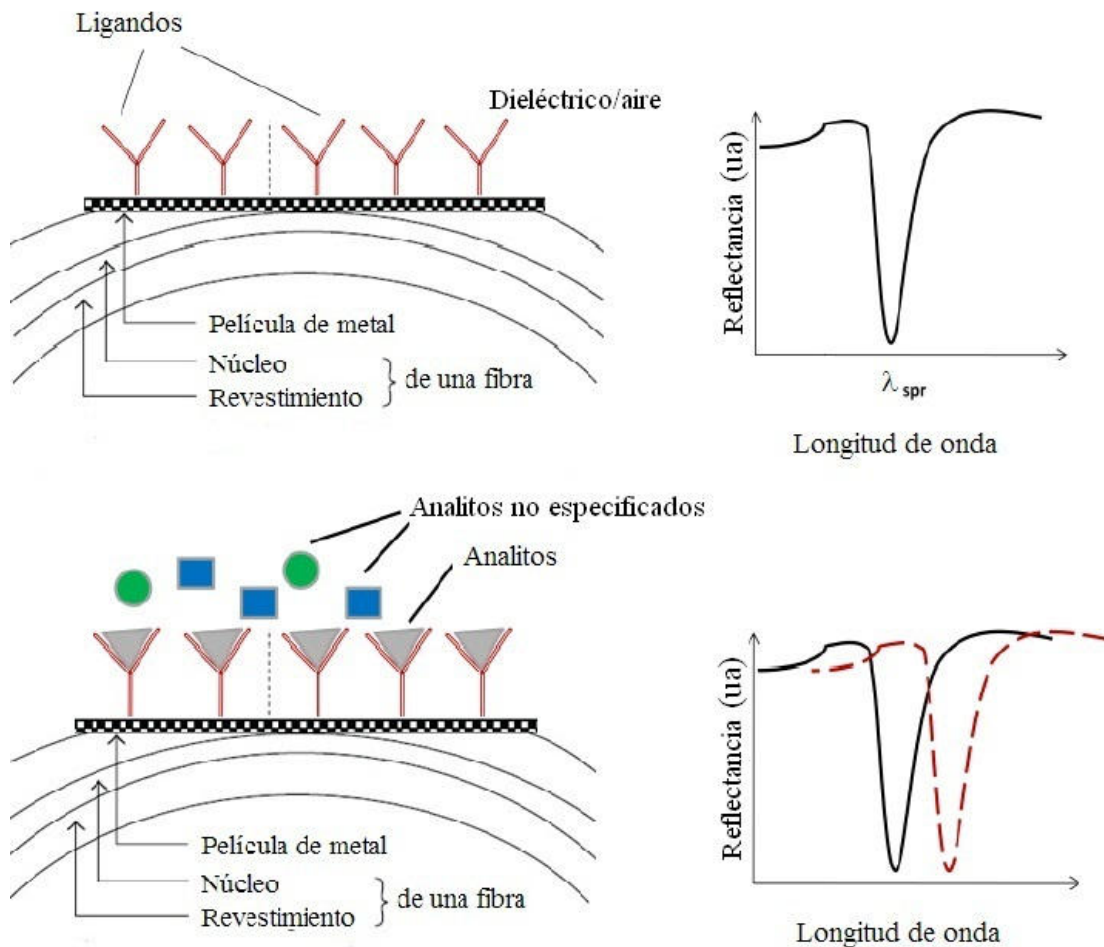 Ligandos
Dieléctrico/aire
Película de metal
Núcleo
Revestimiento
de una fibra
Reflectancia (ua)
λ spr
Longitud de onda
Analitos no especificados
Analitos
Película de metal
Núcleo
Revestimiento
de una fibra
Reflectancia (ua)
Longitud de onda